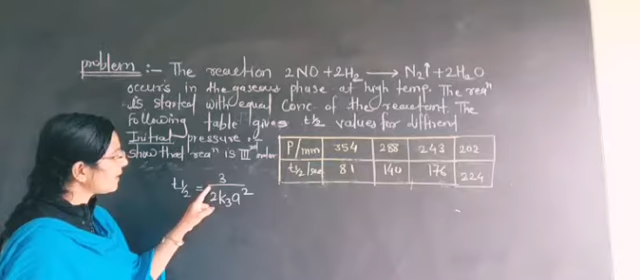 problem :- The reaction 2NO + 2H₂ ⟶ N₂↑ + 2H₂O
occur's in the gaseous phase at high temp. The reaⁿ
is started with equal conc of the reactant. The
following table gives t1/2 values for different
Initial pressure
show that reaⁿ is IIIʳᵈ order
P/mm 354 288 243 202
t1/2/sec 81 140 176 224
t1/2 = 3 / 2k₃a²